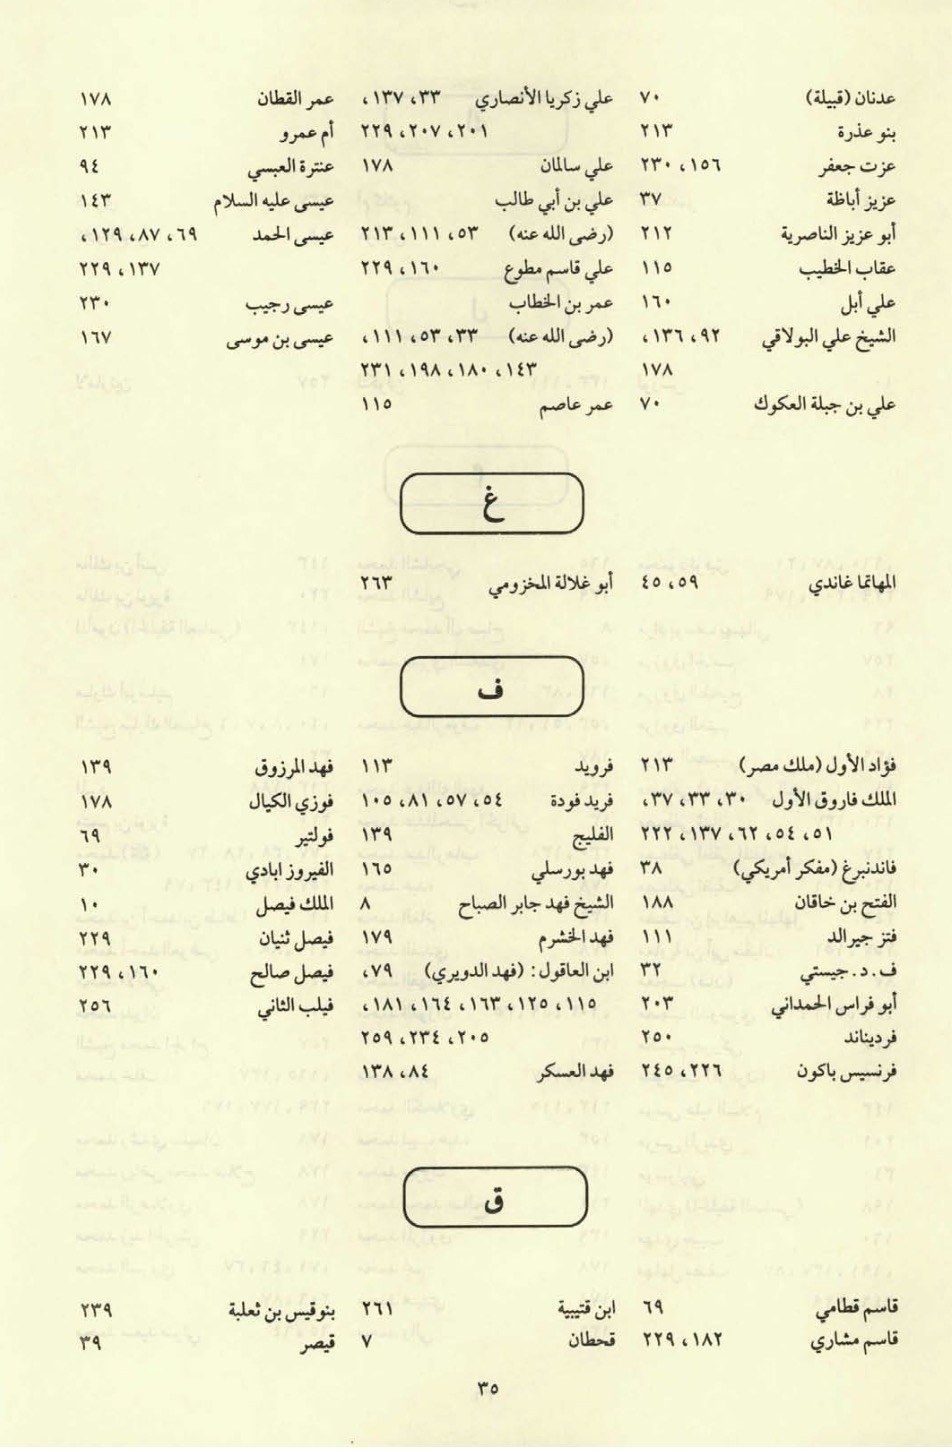 عدنان (قبيلة) ٧٠
بنو عذرة ٢١٣
عزت جعفر ١٥٦، ٢٣٠
عزيز أباظة ٣٧
أبو عزيز الناصرية ٢١٢
عقاب الخطيب ١١٥
علي أبل ١٦٠
الشيخ علي البولاقي ٩٢، ١٣٦،
١٧٨
علي بن جبلة العكوك ٧٠
علي زكريا الأنصاري ٣٣، ١٣٧،
٢٠١، ٢٠٧، ٢٢٩
علي سالمان ١٧٨
علي بن أبي طالب
(رضى الله عنه) ٥٣، ١١١، ٢١٣
علي قاسم مطوع ١٦٠، ٢٢٩
عمر بن الخطاب
(رضى الله عنه) ٣٣، ٥٣، ١١١،
١٤٣، ١٨٠، ١٩٨، ٢٣١
عمر عاصم ١١٥
عمر القطان ١٧٨
أم عمرو ٢١٣
عنترة العبسي ٩٤
عيسى عليه السلام ١٤٣
عيسى الحمد ٦٩، ٨٧، ١٢٩،
١٣٧، ٢٢٩
عيسى رجيب ٢٣٠
عيسى بن موسى ١٦٧
غ
المهاتما غاندي ٥٩، ٤٥
أبو غلالة المخزومي ٢٦٣
ف
فؤاد الأول (ملك مصر) ٢١٣
الملك فاروق الأول ٣٠، ٣٣، ٣٧،
٥١، ٥٤، ٦٢، ١٣٧، ٢٢٢
فاندنبرغ (مفكر أمريكي) ٣٨
الفتح بن خاقان ١٨٨
فتز جيرالد ١١١
ف. د. جيستي ٣٢
أبو فراس الحمداني ٢٠٣
فرديناند ٢٥٠
فرنسيس باكون ٢٢٦، ٢٤٥
فرويد ١١٣
فريد فودة ٥٤، ٥٧، ٨١، ١٠٥
الفليج ١٣٩
فهد بورسلي ١٦٥
الشيخ فهد جابر الصباح ٨
فهد الخشرم ١٧٩
ابن العاقول: (فهد الدويري) ٧٩،
١١٥، ١٢٥، ١٦٣، ١٦٤، ١٨١،
٢٠٥، ٢٣٤، ٢٥٩
فهد العسكر ٨٤، ١٣٨
فهد المرزوق ١٣٩
فوزي الكيال ١٧٨
فولتير ٦٩
الفيروز ابادي ٣٠
الملك فيصل ١٠
فيصل ثنيان ٢٢٩
فيصل صالح ١٦٠، ٢٢٩
فيلب الثاني ٢٥٦
ق
قاسم قطامي ٦٩
قاسم مشاري ١٨٢، ٢٢٩
ابن قتيبية ٢٦١
قحطان ٧
بنوقيس بن ثعلبة ٢٣٩
قيصر ٣٩
٣٥